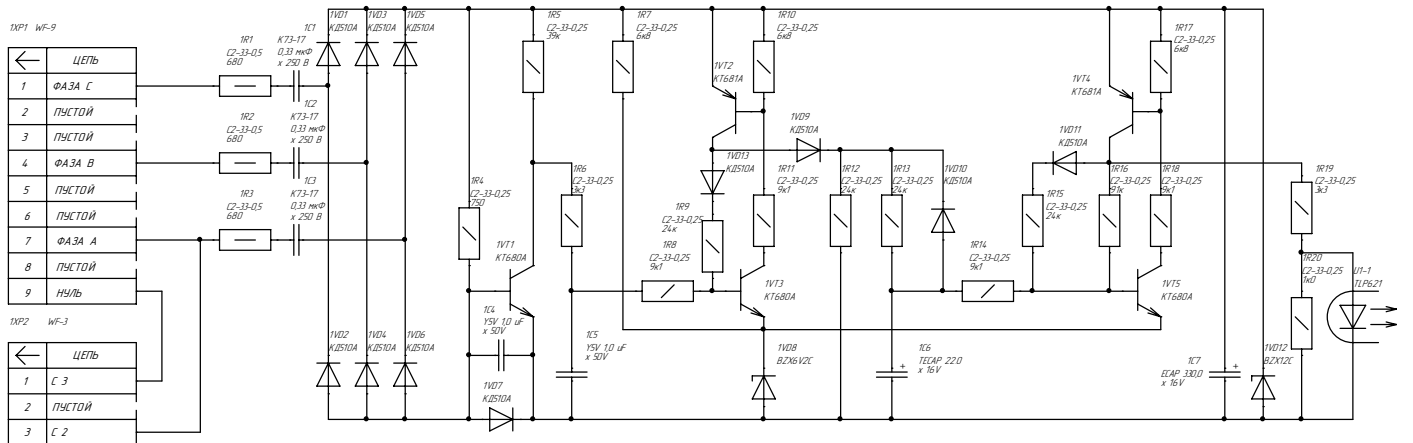 1XP1 WF-9
ЦЕПЬ
1 ФАЗА C
2 ПУСТОЙ
3 ПУСТОЙ
4 ФАЗА B
5 ПУСТОЙ
6 ПУСТОЙ
7 ФАЗА A
8 ПУСТОЙ
9 НУЛЬ
1XP2 WF-3
ЦЕПЬ
1 С 3
2 ПУСТОЙ
3 С 2
1R1
С2-33-0,5
680
1C1
К73-17
0,33 мкФ
х 250 В
1R2
С2-33-0,5
680
1C2
К73-17
0,33 мкФ
х 250 В
1R3
С2-33-0,5
680
1C3
К73-17
0,33 мкФ
х 250 В
1VD1
КД510А
1VD3
КД510А
1VD5
КД510А
1VD2
КД510А
1VD4
КД510А
1VD6
КД510А
1R4
С2-33-0,25
750
1VT1
КТ680А
1C4
Y5V 1,0 uF
x 50V
1VD7
КД510А
1R5
С2-33-0,25
39к
1R6
С2-33-0,25
3к3
1C5
Y5V 1,0 uF
x 50V
1R7
С2-33-0,25
6к8
1VT2
КТ681А
1R10
С2-33-0,25
6к8
1VD13
КД510А
1R9
С2-33-0,25
24к
1R8
С2-33-0,25
9к1
1R11
С2-33-0,25
9к1
1VT3
КТ680А
1VD8
BZX6V2C
1VD9
КД510А
1R12
С2-33-0,25
24к
1R13
С2-33-0,25
24к
1VD10
КД510А
1C6
TECAP 22.0
x 16V
1R14
С2-33-0,25
9к1
1R15
С2-33-0,25
24к
1VD11
КД510А
1VT4
КТ681А
1R17
С2-33-0,25
6к8
1R16
С2-33-0,25
91к
1R18
С2-33-0,25
9к1
1VT5
КТ680А
1C7
ECAP 330,0
x 16V
1VD12
BZX12C
1R19
С2-33-0,25
3к3
1R20
С2-33-0,25
1к0
U1-1
TLP621